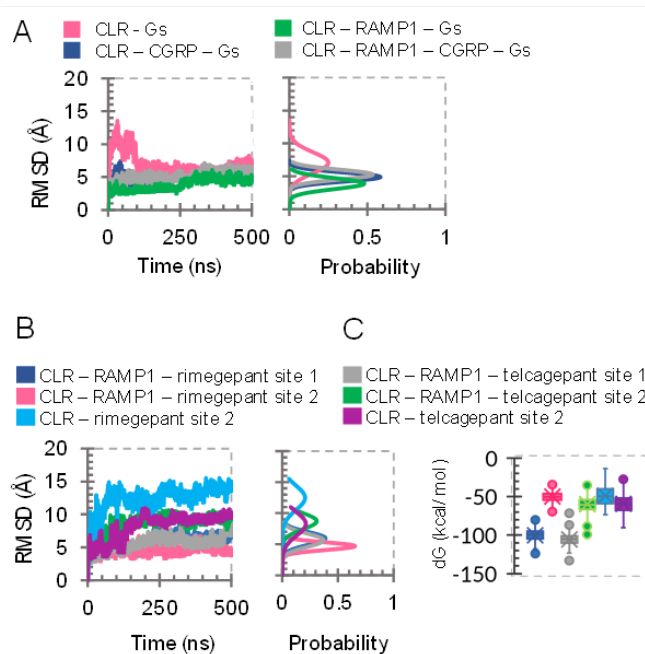 A
CLR - Gs
CLR – RAMP1 – Gs
CLR – CGRP – Gs
CLR – RAMP1 – CGRP – Gs
20
15
10
5
0
RMSD (Å)
0
250
500
Time (ns)
0
0.5
1
Probability
B
C
CLR – RAMP1 – rimegepant site 1
CLR – RAMP1 – telcagepant site 1
CLR – RAMP1 – rimegepant site 2
CLR – RAMP1 – telcagepant site 2
CLR – rimegepant site 2
CLR – telcagepant site 2
20
15
10
5
0
RMSD (Å)
0
250
500
Time (ns)
0
0.5
1
Probability
0
-50
-100
-150
dG (kcal/ mol)